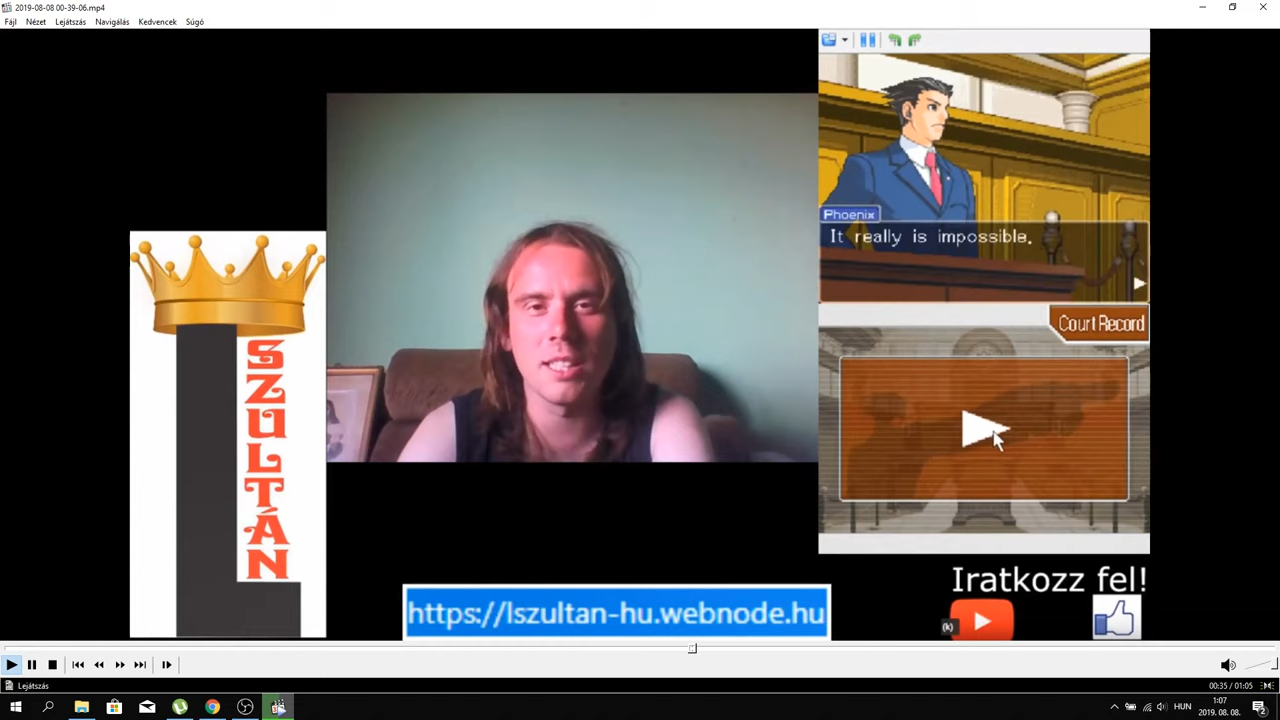 2019-08-08 00-39-06.mp4
Fájl Nézet Lejátszás Navigálás Kedvencek Súgó
Phoenix
It really is impossible.
Court Record
L
SZULTÁN
Iratkozz fel!
https://lszultan-hu.webnode.hu
(k)
Lejátszás
00:35 / 01:05
HUN
1:07
2019. 08. 08.
2